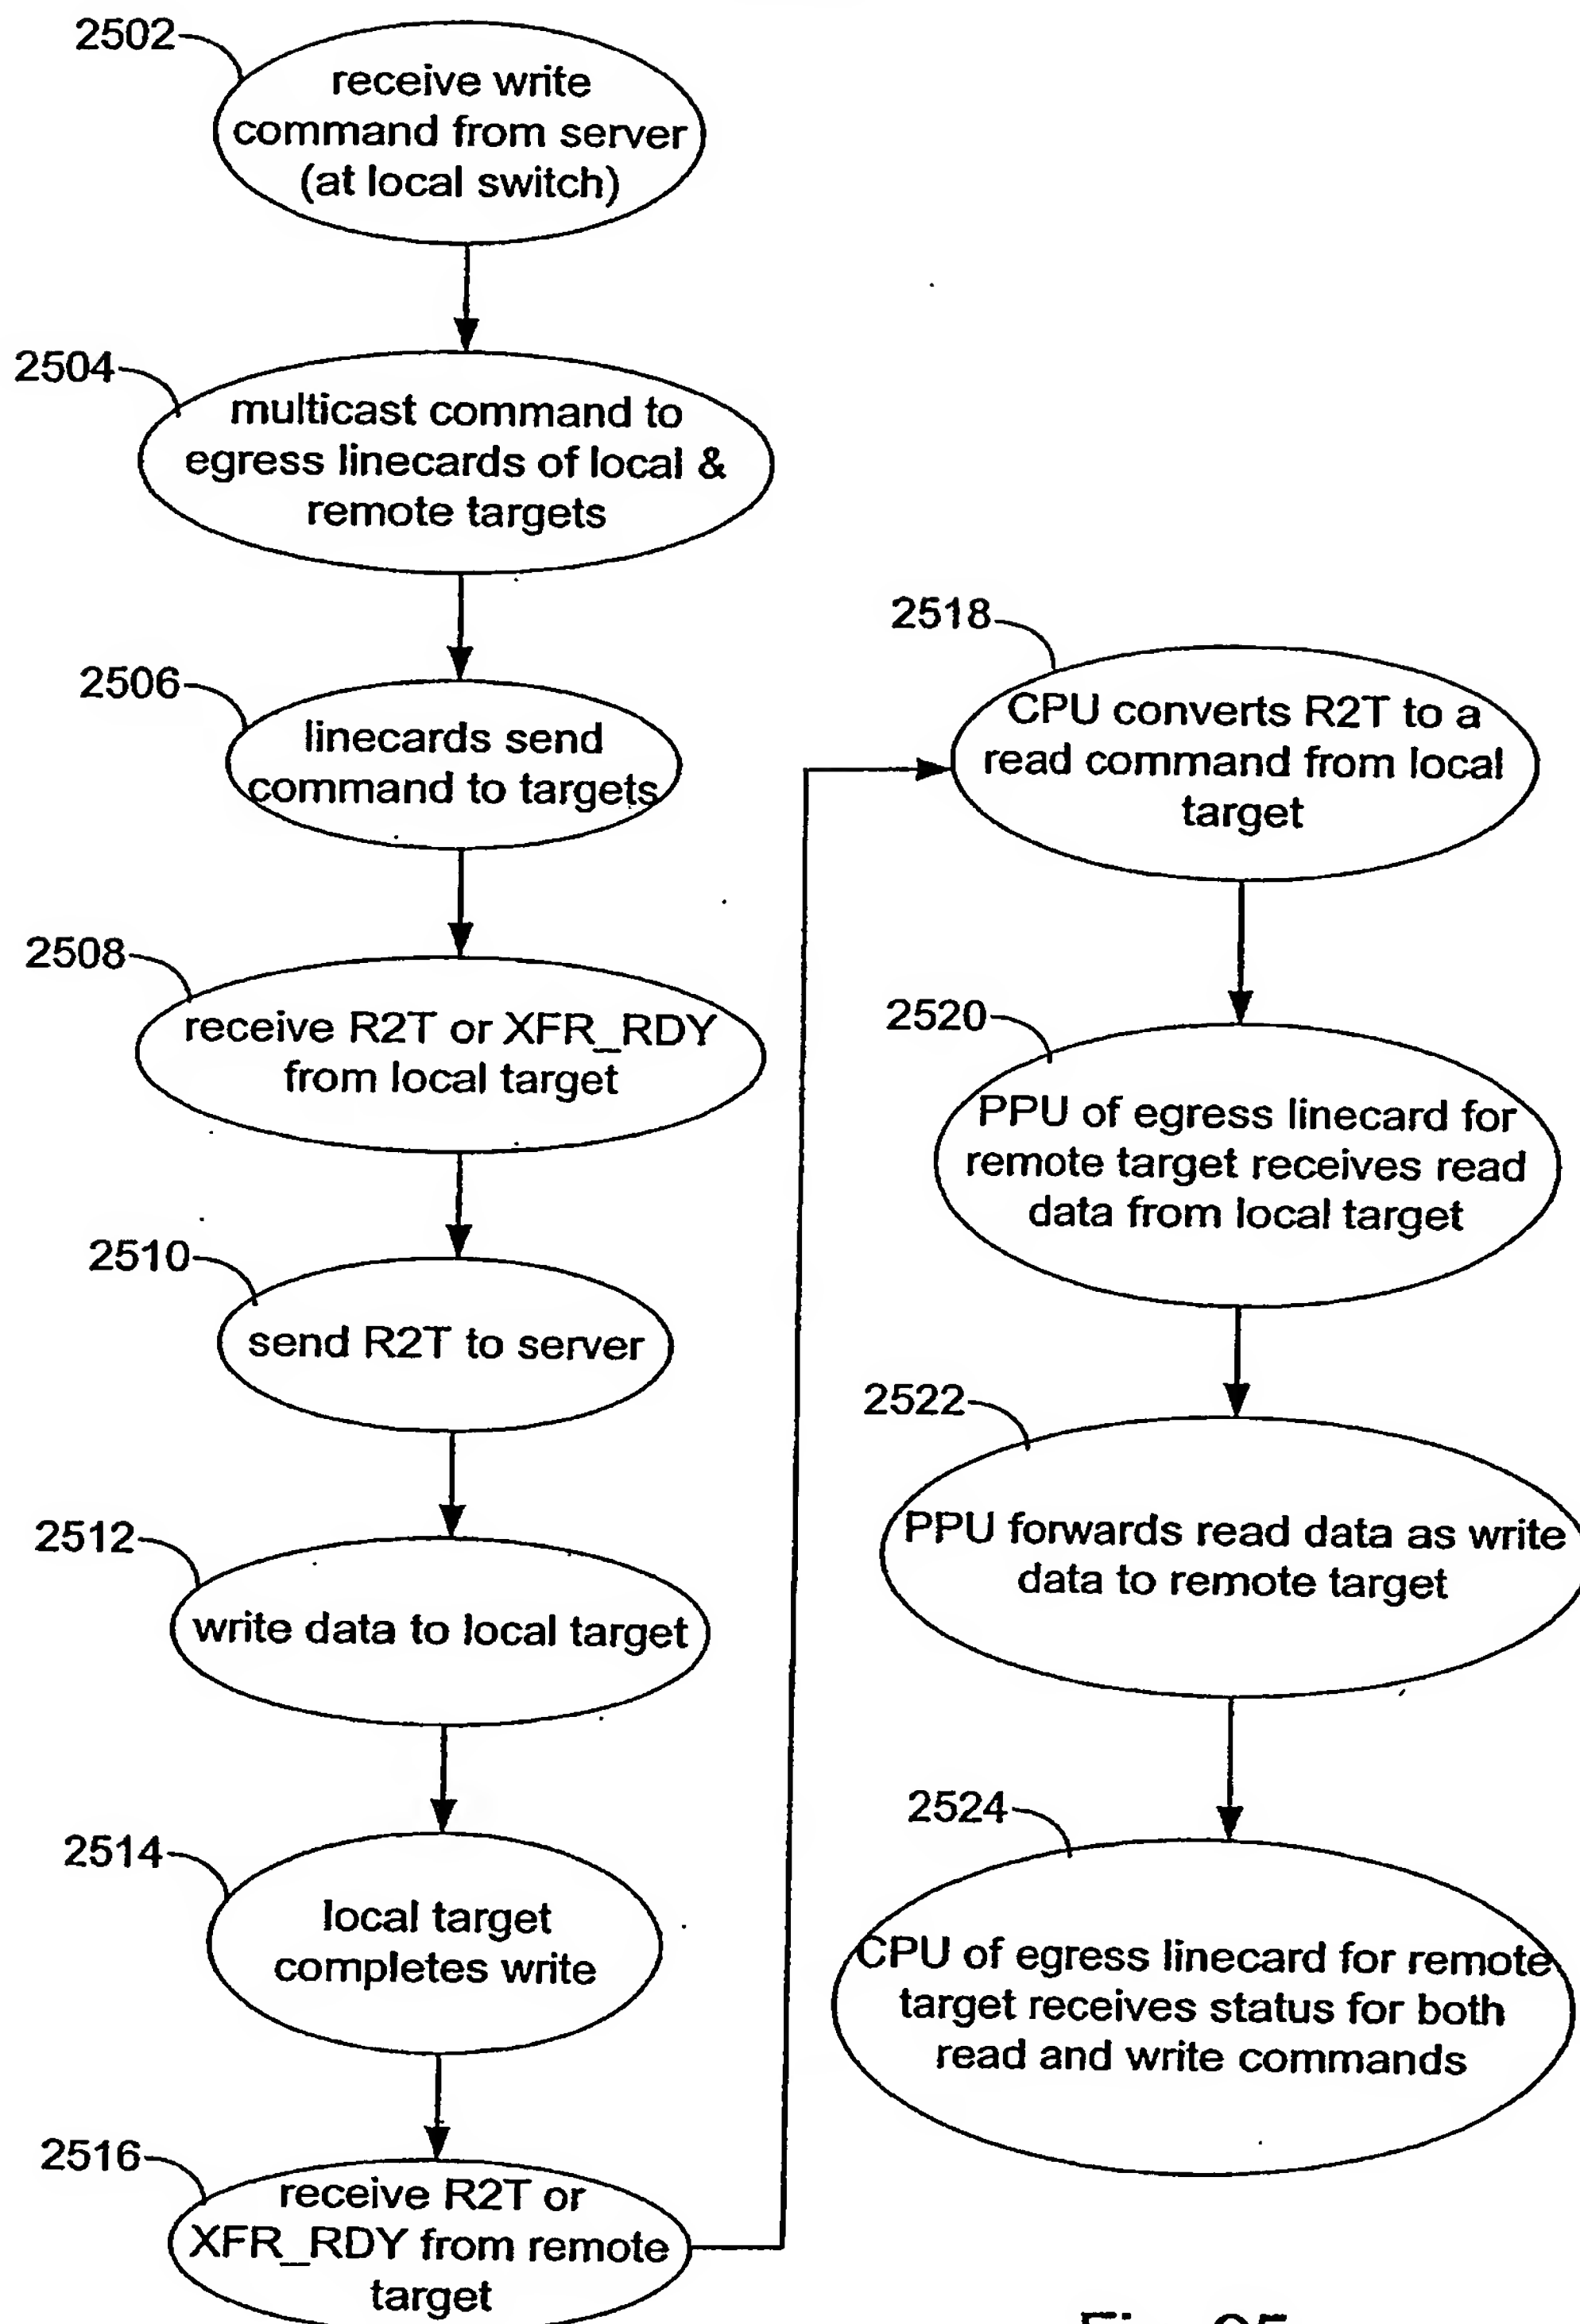 2502
receive write
command from server
(at local switch)
2504
multicast command to
egress linecards of local &
remote targets
2506
linecards send
command to targets
2508
receive R2T or XFR_RDY
from local target
2510
send R2T to server
2512
write data to local target
2514
local target
completes write
2516
receive R2T or
XFR_RDY from remote
target
2518
CPU converts R2T to a
read command from local
target
2520
PPU of egress linecard for
remote target receives read
data from local target
2522
PPU forwards read data as write
data to remote target
2524
CPU of egress linecard for remote
target receives status for both
read and write commands